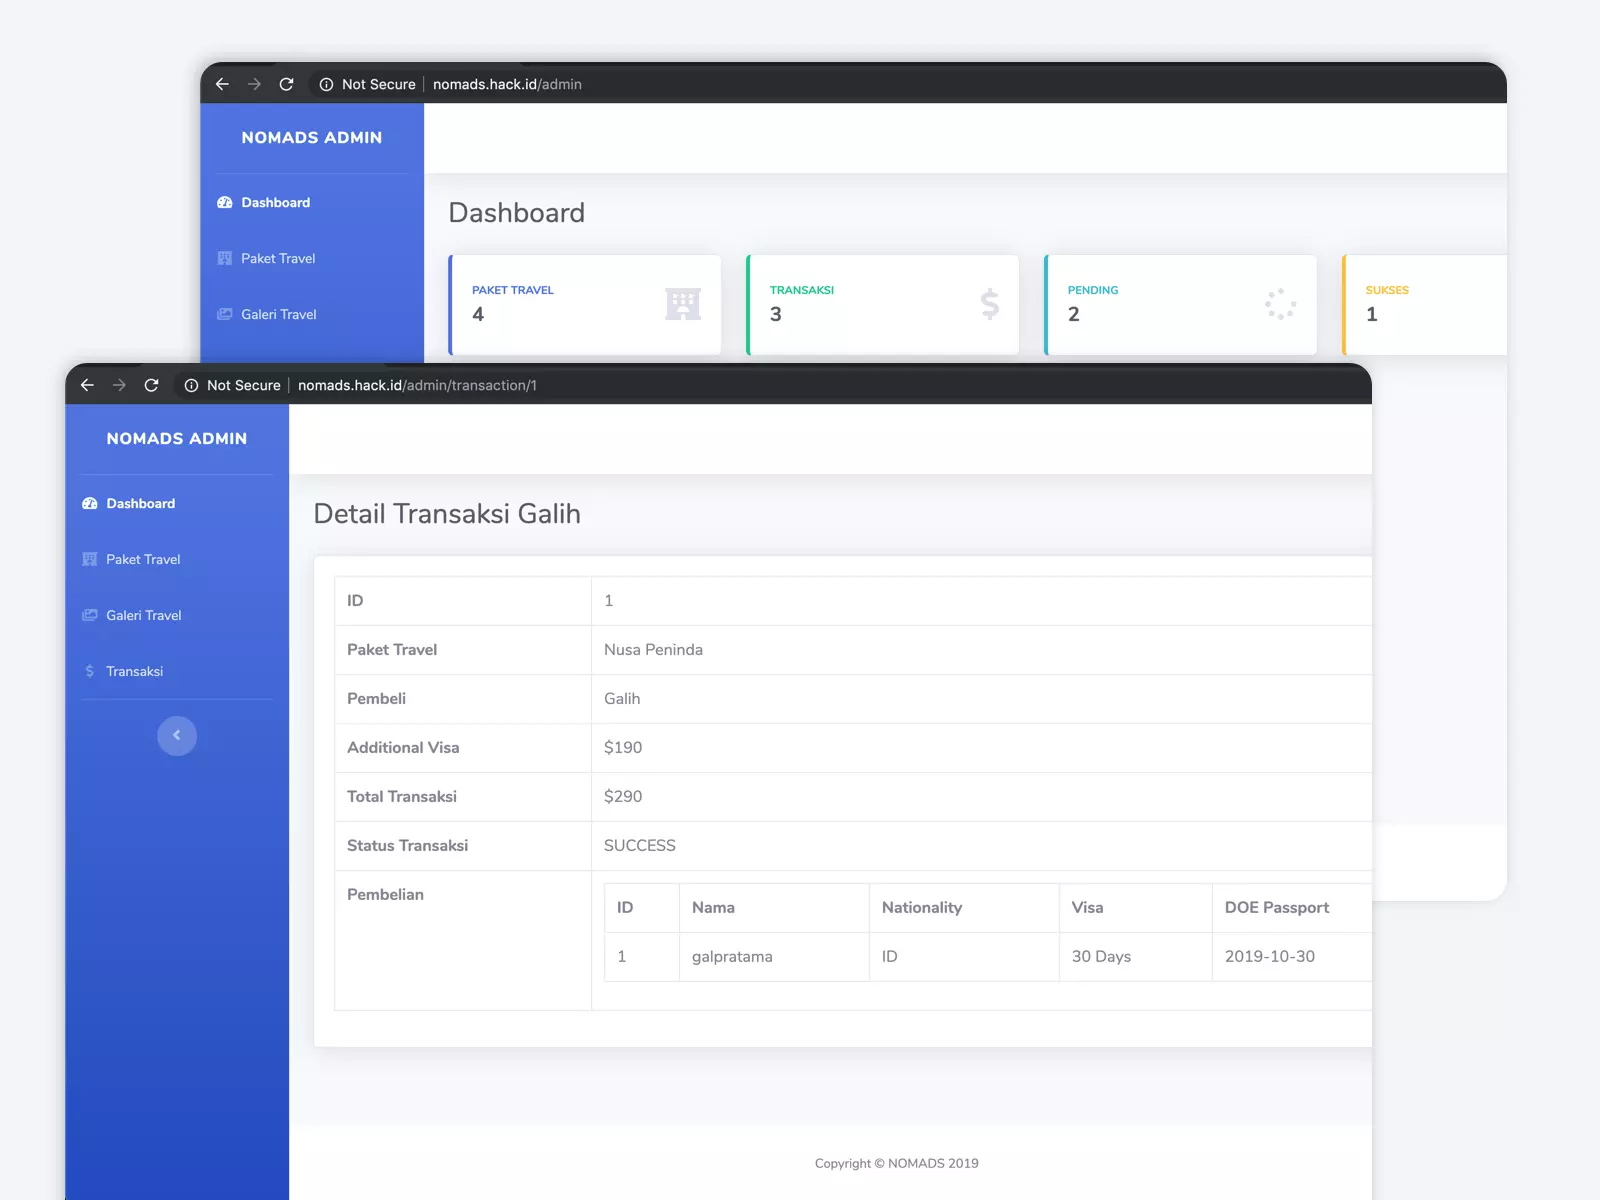 Not Secure | nomads.hack.id/admin
NOMADS ADMIN
Dashboard
Paket Travel
Galeri Travel
Dashboard
PAKET TRAVEL
4
TRANSAKSI
3
PENDING
2
SUKSES
1
Not Secure | nomads.hack.id/admin/transaction/1
NOMADS ADMIN
Dashboard
Paket Travel
Galeri Travel
$ Transaksi
Detail Transaksi Galih
ID 1
Paket Travel Nusa Peninda
Pembeli Galih
Additional Visa $190
Total Transaksi $290
Status Transaksi SUCCESS
Pembelian
ID Nama Nationality Visa DOE Passport
1 galpratama ID 30 Days 2019-10-30
Copyright © NOMADS 2019